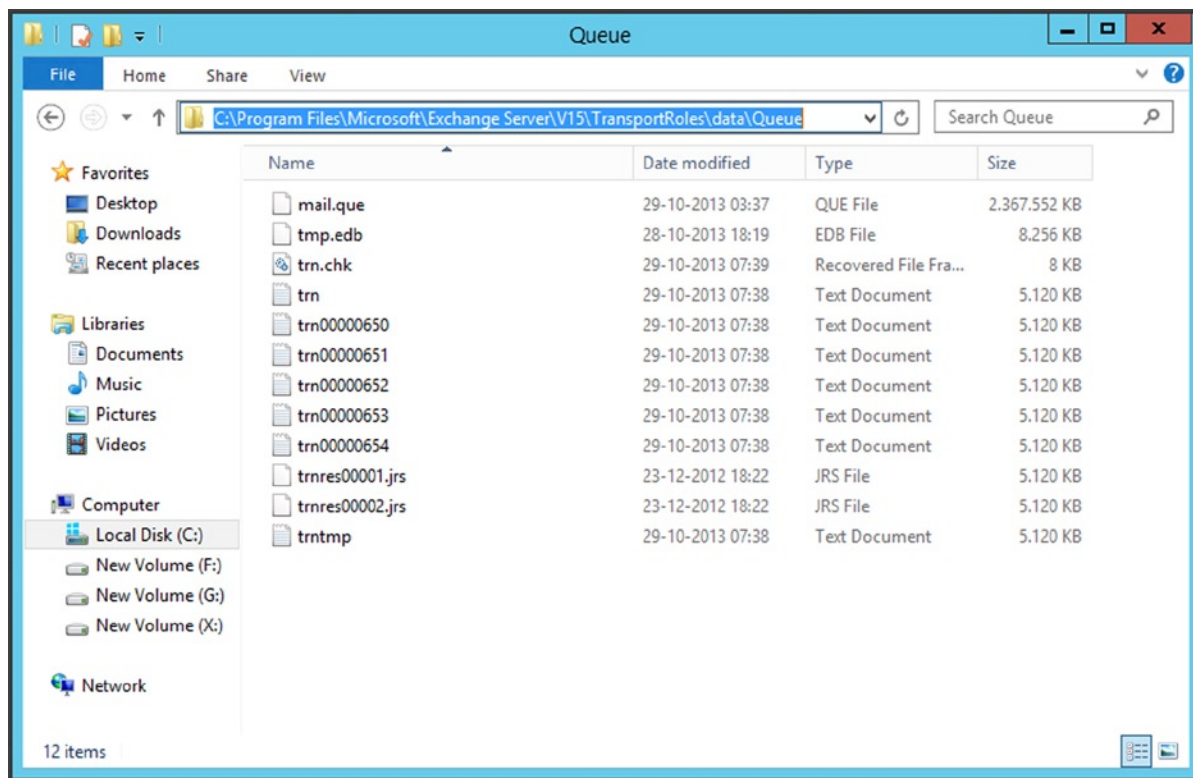 Queue
File Home Share View
C:\Program Files\Microsoft\Exchange Server\V15\TransportRoles\data\Queue Search Queue
Favorites
Desktop
Downloads
Recent places
Libraries
Documents
Music
Pictures
Videos
Computer
Local Disk (C:)
New Volume (F:)
New Volume (G:)
New Volume (X:)
Network
Name Date modified Type Size
mail.que 29-10-2013 03:37 QUE File 2.367.552 KB
tmp.edb 28-10-2013 18:19 EDB File 8.256 KB
trn.chk 29-10-2013 07:39 Recovered File Fra... 8 KB
trn 29-10-2013 07:38 Text Document 5.120 KB
trn00000650 29-10-2013 07:38 Text Document 5.120 KB
trn00000651 29-10-2013 07:38 Text Document 5.120 KB
trn00000652 29-10-2013 07:38 Text Document 5.120 KB
trn00000653 29-10-2013 07:38 Text Document 5.120 KB
trn00000654 29-10-2013 07:38 Text Document 5.120 KB
trnres00001.jrs 23-12-2012 18:22 JRS File 5.120 KB
trnres00002.jrs 23-12-2012 18:22 JRS File 5.120 KB
trntmp 29-10-2013 07:38 Text Document 5.120 KB
12 items